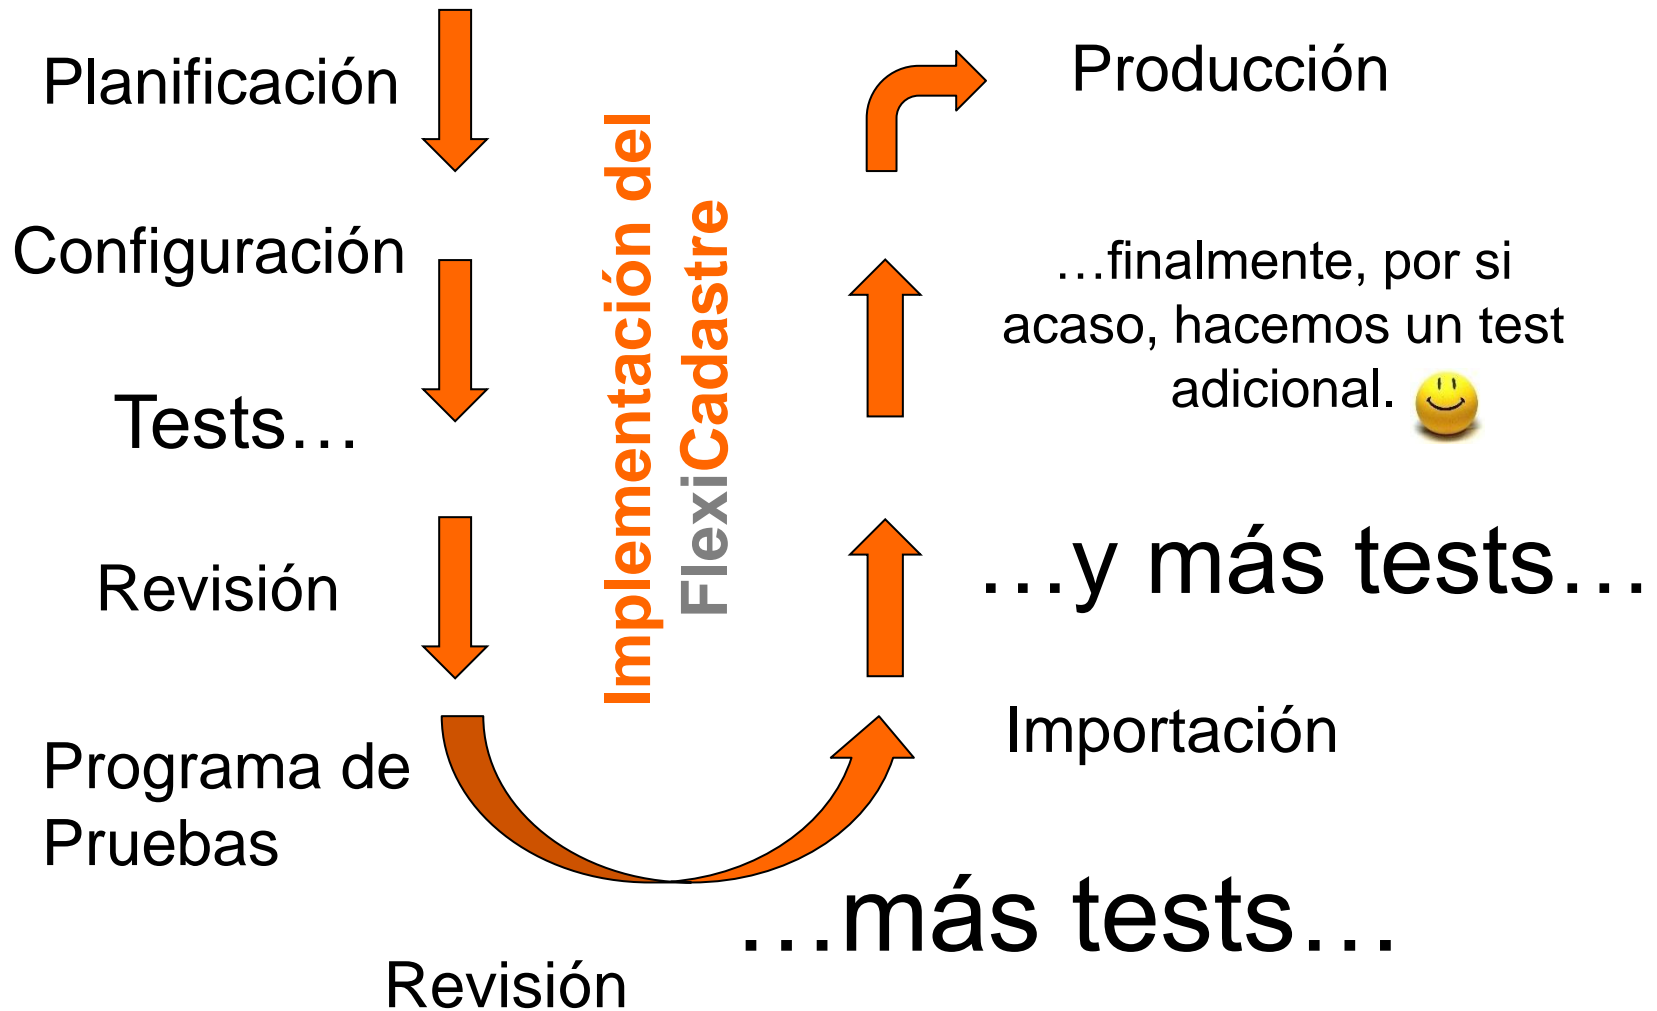 Planificación
Configuración
Tests…
Revisión
Programa de
Pruebas
Revisión
Implementación del
FlexiCadastre
…más tests…
Importación
…y más tests…
…finalmente, por si
acaso, hacemos un test
adicional.
Producción